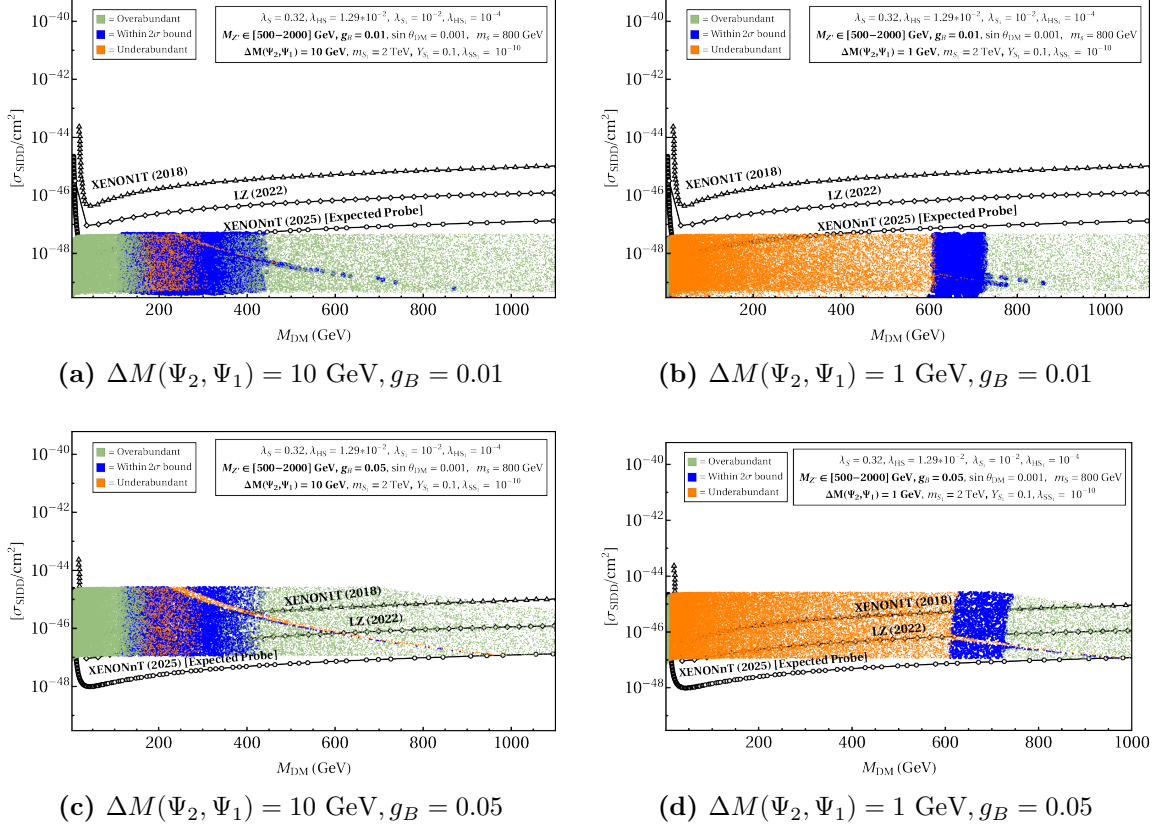 10⁻⁴⁰
10⁻⁴²
10⁻⁴⁴
10⁻⁴⁶
10⁻⁴⁸
[σ_SIDD/cm²]
= Overabundant
= Within 2σ bound
= Underabundant
λ_S = 0.32, λ_HS = 1.29*10⁻², λ_S₁ = 10⁻², λ_HS₁ = 10⁻⁴
M_Z' ∈ [500−2000] GeV, g_B = 0.01, sin θ_DM = 0.001, m_s = 800 GeV
ΔM(Ψ₂,Ψ₁) = 10 GeV, m_S₁ = 2 TeV, Y_S₁ = 0.1, λ_SS₁ = 10⁻¹⁰
XENON1T (2018)
LZ (2022)
XENONnT (2025) [Expected Probe]
200 400 600 800 1000
M_DM (GeV)
(a) ΔM(Ψ₂, Ψ₁) = 10 GeV, g_B = 0.01
10⁻⁴⁰
10⁻⁴²
10⁻⁴⁴
10⁻⁴⁶
10⁻⁴⁸
[σ_SIDD/cm²]
= Overabundant
= Within 2σ bound
= Underabundant
λ_S = 0.32, λ_HS = 1.29*10⁻², λ_S₁ = 10⁻², λ_HS₁ = 10⁻⁴
M_Z' ∈ [500−2000] GeV, g_B = 0.01, sin θ_DM = 0.001, m_s = 800 GeV
ΔM(Ψ₂,Ψ₁) = 1 GeV, m_S₁ = 2 TeV, Y_S₁ = 0.1, λ_SS₁ = 10⁻¹⁰
XENON1T (2018)
LZ (2022)
XENONnT (2025) [Expected Probe]
200 400 600 800 1000
M_DM (GeV)
(b) ΔM(Ψ₂, Ψ₁) = 1 GeV, g_B = 0.01
10⁻⁴⁰
10⁻⁴²
10⁻⁴⁴
10⁻⁴⁶
10⁻⁴⁸
[σ_SIDD/cm²]
= Overabundant
= Within 2σ bound
= Underabundant
λ_S = 0.32, λ_HS = 1.29*10⁻², λ_S₁ = 10⁻², λ_HS₁ = 10⁻⁴
M_Z' ∈ [500−2000] GeV, g_B = 0.05, sin θ_DM = 0.001, m_s = 800 GeV
ΔM(Ψ₂,Ψ₁) = 10 GeV, m_S₁ = 2 TeV, Y_S₁ = 0.1, λ_SS₁ = 10⁻¹⁰
XENON1T (2018)
LZ (2022)
XENONnT (2025) [Expected Probe]
200 400 600 800 1000
M_DM (GeV)
(c) ΔM(Ψ₂, Ψ₁) = 10 GeV, g_B = 0.05
10⁻⁴⁰
10⁻⁴²
10⁻⁴⁴
10⁻⁴⁶
10⁻⁴⁸
[σ_SIDD/cm²]
= Overabundant
= Within 2σ bound
= Underabundant
λ_S = 0.32, λ_HS = 1.29*10⁻², λ_S₁ = 10⁻², λ_HS₁ = 10⁻⁴
M_Z' ∈ [500−2000] GeV, g_B = 0.05, sin θ_DM = 0.001, m_s = 800 GeV
ΔM(Ψ₂,Ψ₁) = 1 GeV, m_S₁ = 2 TeV, Y_S₁ = 0.1, λ_SS₁ = 10⁻¹⁰
XENON1T (2018)
LZ (2022)
XENONnT (2025) [Expected Probe]
200 400 600 800 1000
M_DM (GeV)
(d) ΔM(Ψ₂, Ψ₁) = 1 GeV, g_B = 0.05